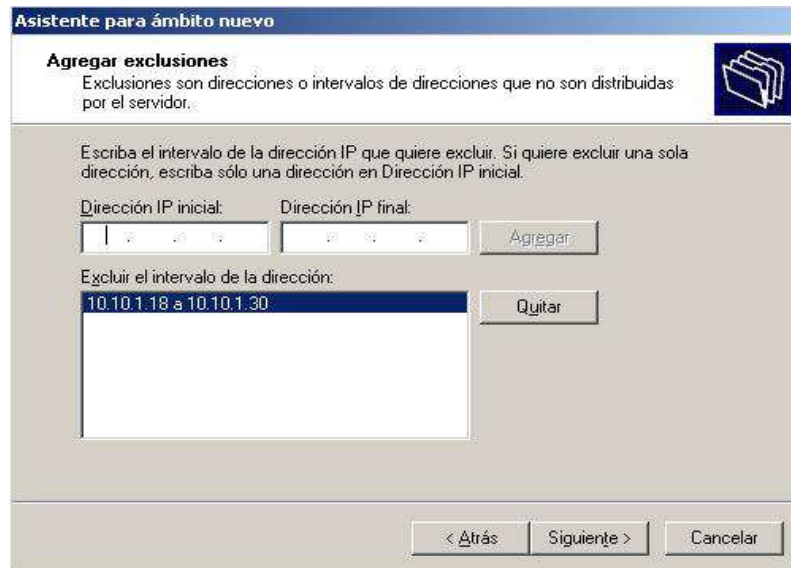 Asistente para ámbito nuevo
Agregar exclusiones
Exclusiones son direcciones o intervalos de direcciones que no son distribuidas
por el servidor.
Escriba el intervalo de la dirección IP que quiere excluir. Si quiere excluir una sola
dirección, escriba sólo una dirección en Dirección IP inicial.
Dirección IP inicial: Dirección IP final:
Agregar
Excluir el intervalo de la dirección:
10.10.1.18 a 10.10.1.30
Quitar
< Atrás Siguiente > Cancelar